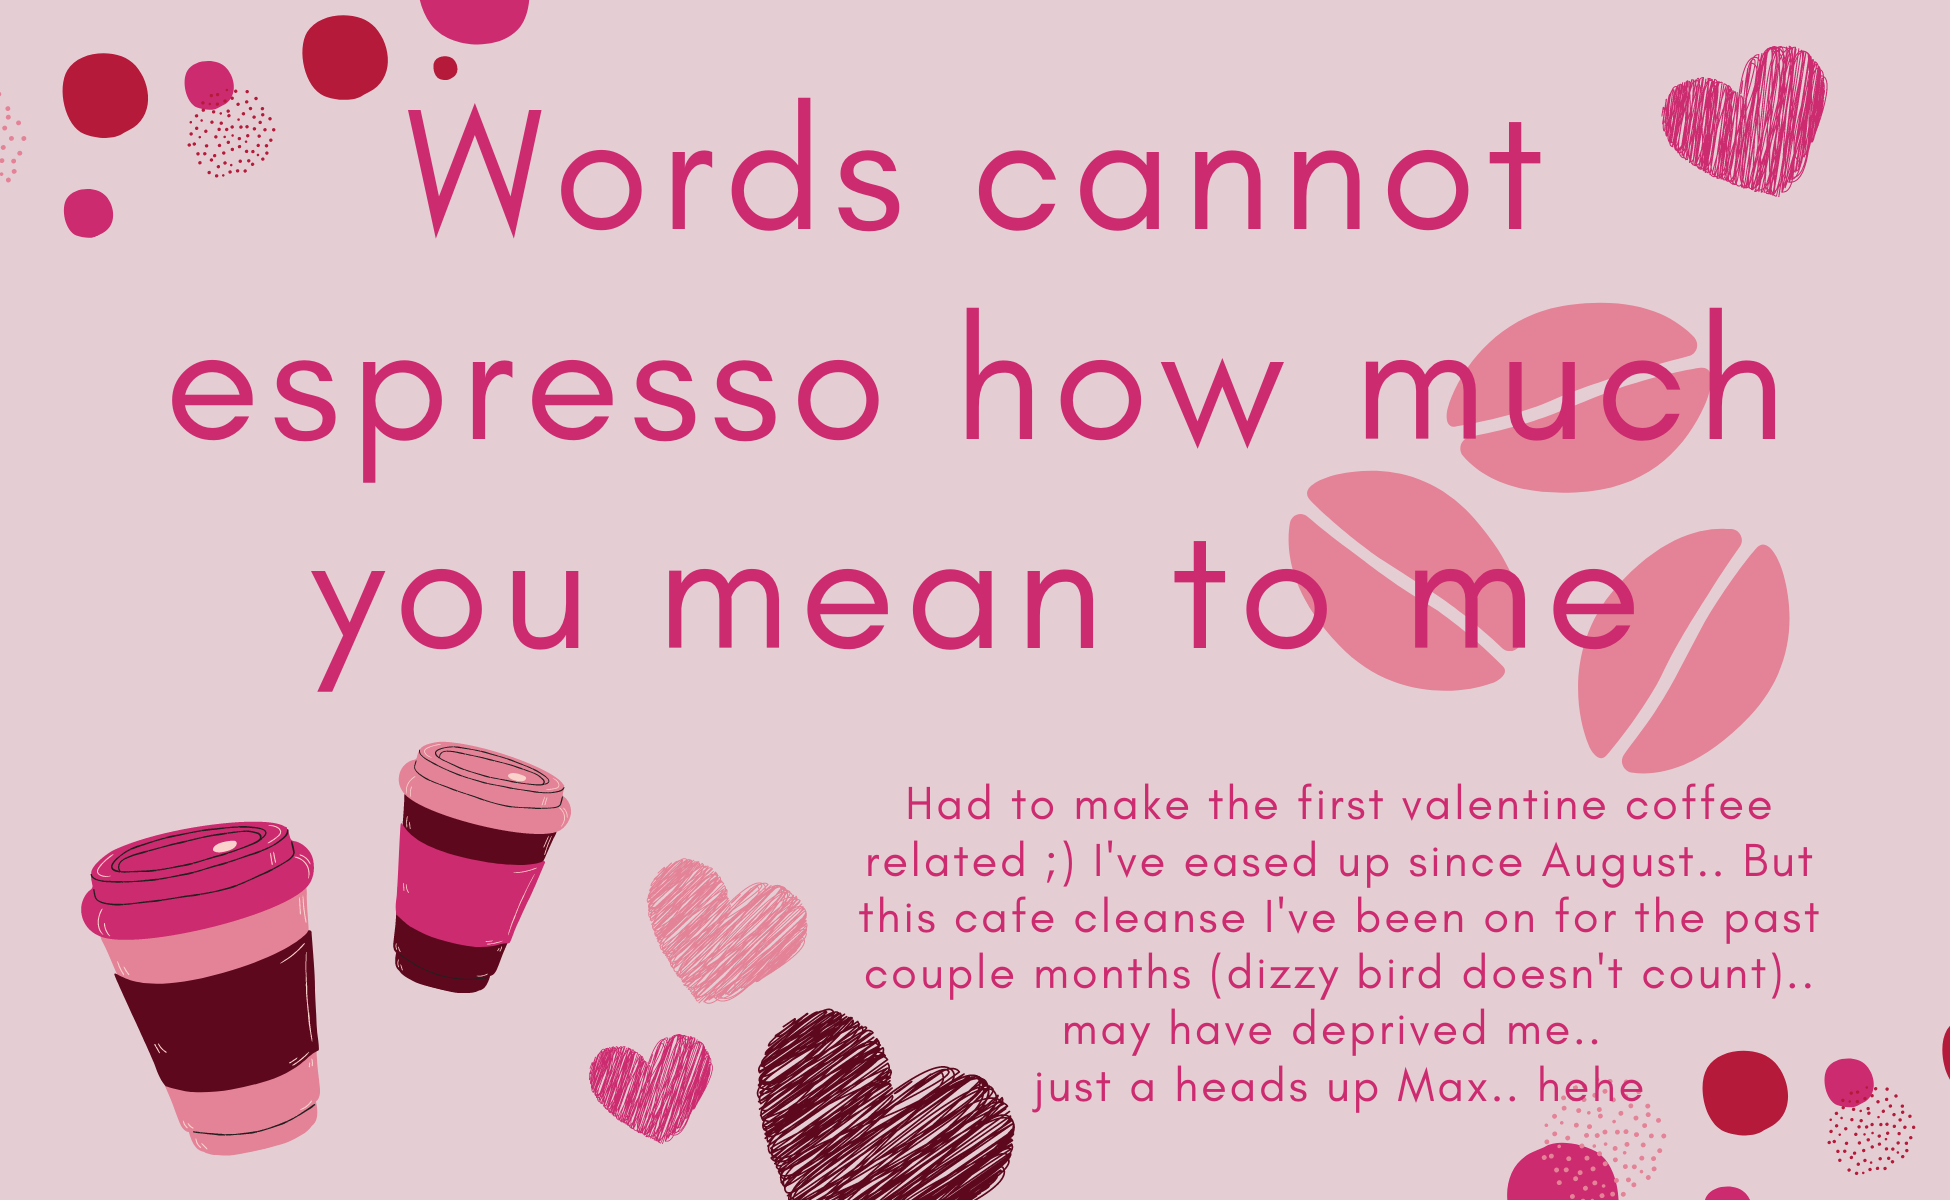 Words cannot
espresso how much
you mean to me
Had to make the first valentine coffee
related ;) I've eased up since August.. But
this cafe cleanse I've been on for the past
couple months (dizzy bird doesn't count)..
may have deprived me..
just a heads up Max.. hehe